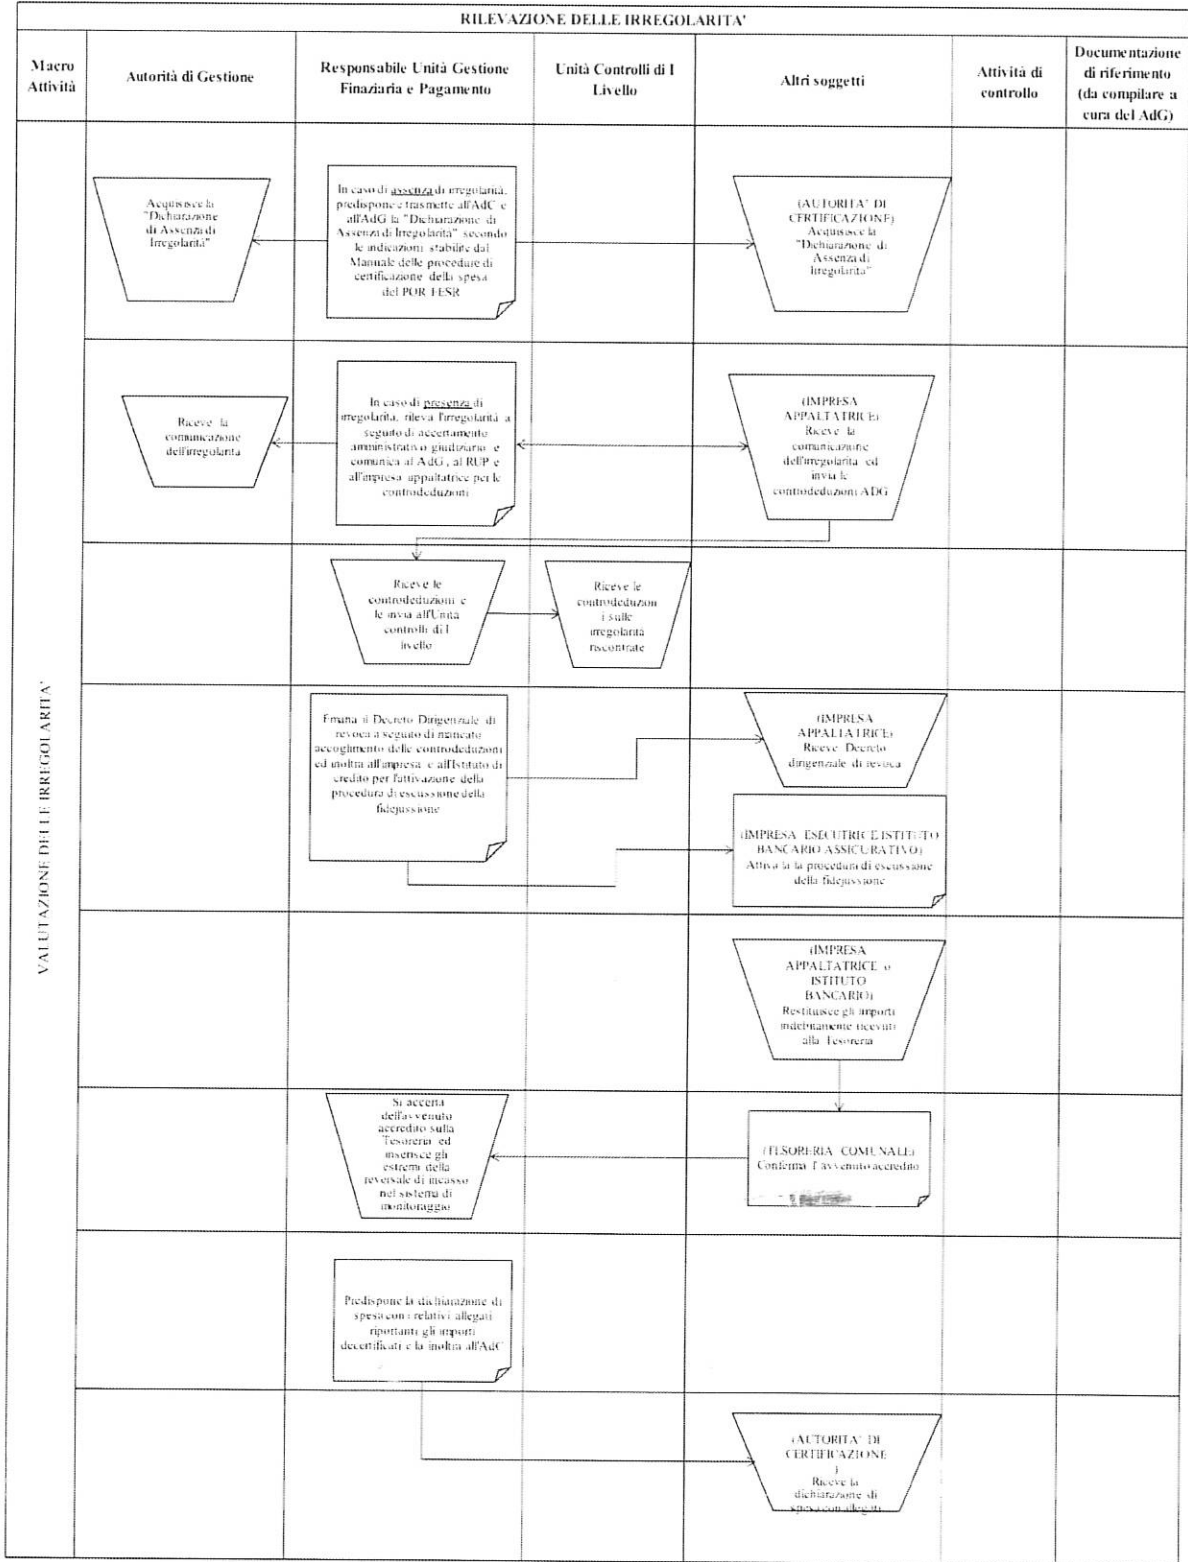 RILEVAZIONE DELLE IRREGOLARITA'
Macro
Attività
Autorità di Gestione
Responsabile Unità Gestione
Finaziaria e Pagamento
Unità Controlli di I
Livello
Altri soggetti
Attività di
controllo
Documentazione
di riferimento
(da compilare a
cura del AdG)
VALUTAZIONE DELLE IRREGOLARITA'
Acquisisce la
"Dichiarazione
di Assenza di
Irregolarità"
In caso di assenza di irregolarità,
predispone e trasmette all'AdC e
all'AdG la "Dichiarazione di
Assenza di Irregolarità" secondo
le indicazioni stabilite dal
Manuale delle procedure di
certificazione della spesa
del POR FESR
(AUTORITA' DI
CERTIFICAZIONE)
Acquisisce la
"Dichiarazione di
Assenza di
Irregolarità"
Riceve la
comunicazione
dell'irregolarità
In caso di presenza di
irregolarità, rileva l'irregolarità a
seguito di accertamento
amministrativo giudiziario e
comunica al AdG, al RUP e
all'impresa appaltatrice per le
controdeduzioni
(IMPRESA
APPALTATRICE)
Riceve la
comunicazione
dell'irregolarità ed
invia le
controdeduzioni ADG
Riceve le
controdeduzioni e
le invia all'Unità
controlli di I
livello
Riceve le
controdeduzion
i sulle
irregolarità
riscontrate
Emana il Decreto Dirigenziale di
revoca a seguito di mancato
accoglimento delle controdeduzioni
ed inoltra all'impresa e all'Istituto di
credito per l'attivazione della
procedura di escussione della
fidejussione
(IMPRESA
APPALTATRICE)
Riceve Decreto
dirigenziale di revoca
(IMPRESA ESECUTRICE ISTITUTO
BANCARIO ASSICURATIVO)
Attiva la la procedura di escussione
della fidejussione
(IMPRESA
APPALTATRICE o
ISTITUTO
BANCARIO)
Restituisce gli importi
indebitamente ricevuti
alla Tesoreria
Si accerta
dell'avvenuto
accredito sulla
Tesoreria ed
inserisce gli
estremi della
reversale di incasso
nel sistema di
monitoraggio
(TESORERIA COMUNALE)
Conferma l'avvenuto accredito
Predispone la dichiarazione di
spesa con i relativi allegati
riportanti gli importi
decertificati e la inoltra all'AdC
(AUTORITA' DI
CERTIFICAZIONE
)
Riceve la
dichiarazione di
spesa con allegati